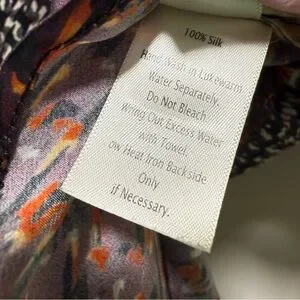 100% Silk
Hand Wash in Lukewarm
Water Separately.
Do Not Bleach.
Wring Out Excess Water
with Towel.
ow Heat Iron Backside
Only
if Necessary.